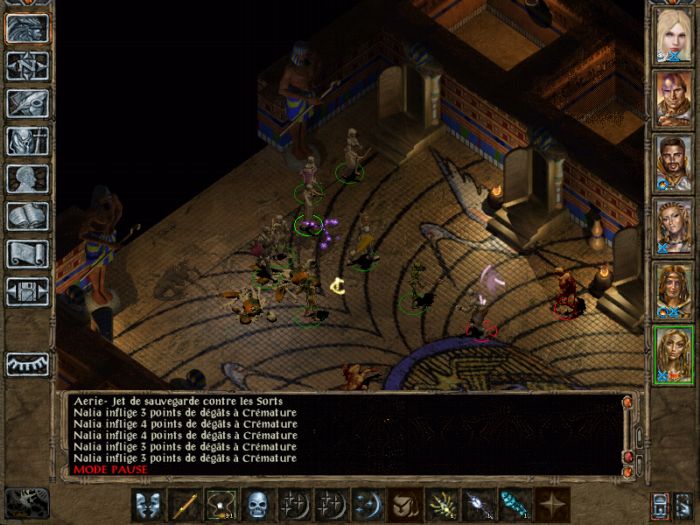 Aerie- Jet de sauvegarde contre les Sorts
Nalia inflige 3 points de dégâts à Crémature
Nalia inflige 4 points de dégâts à Crémature
Nalia inflige 4 points de dégâts à Crémature
Nalia inflige 3 points de dégâts à Crémature
Nalia inflige 3 points de dégâts à Crémature
MODE PAUSE